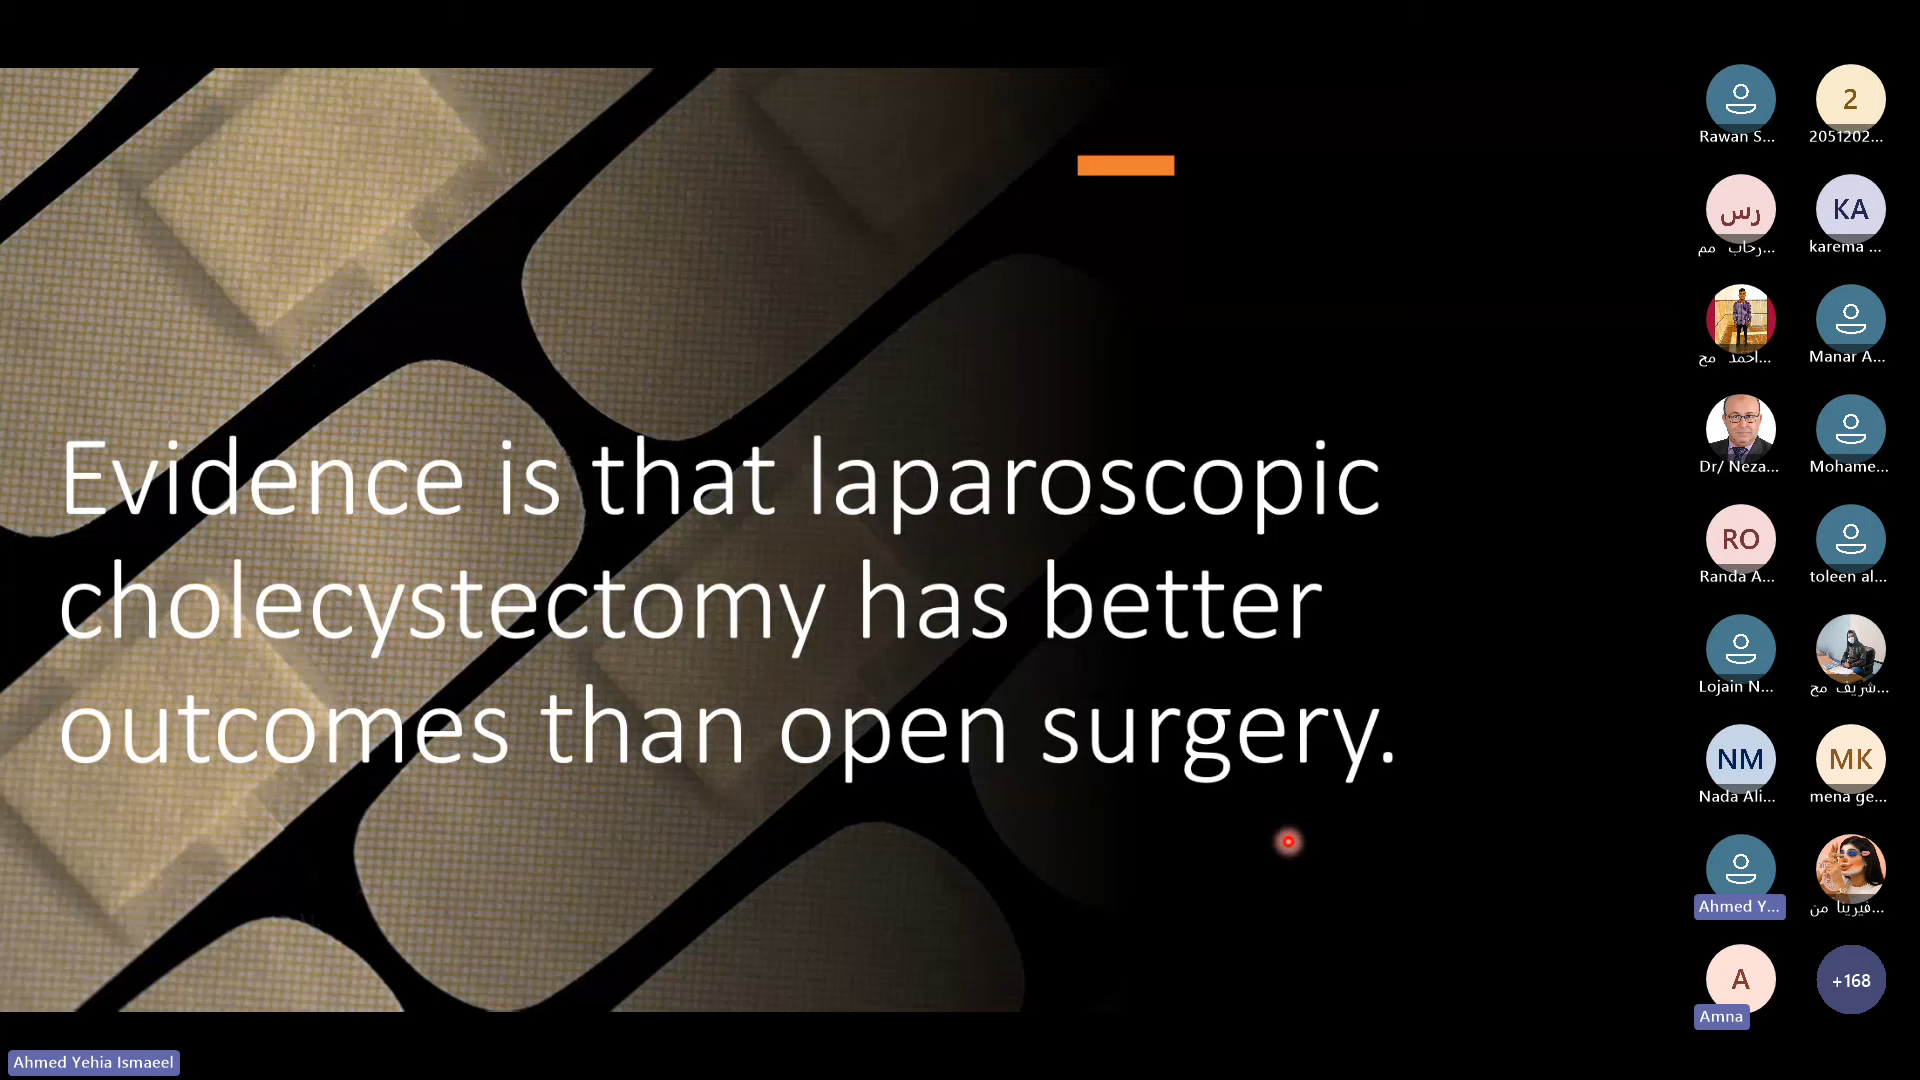 Evidence is that laparoscopic
cholecystectomy has better
outcomes than open surgery.
Rawan S...
2
2051202...
رس
رحاب مم...
KA
karema ...
احمد مح...
Manar A...
Dr/ Neza...
Mohame...
RO
Randa A...
toleen al...
Lojain N...
شريف مح...
NM
Nada Ali...
MK
mena ge...
Ahmed Y...
فيرينا من...
A
Amna
+168
Ahmed Yehia Ismaeel